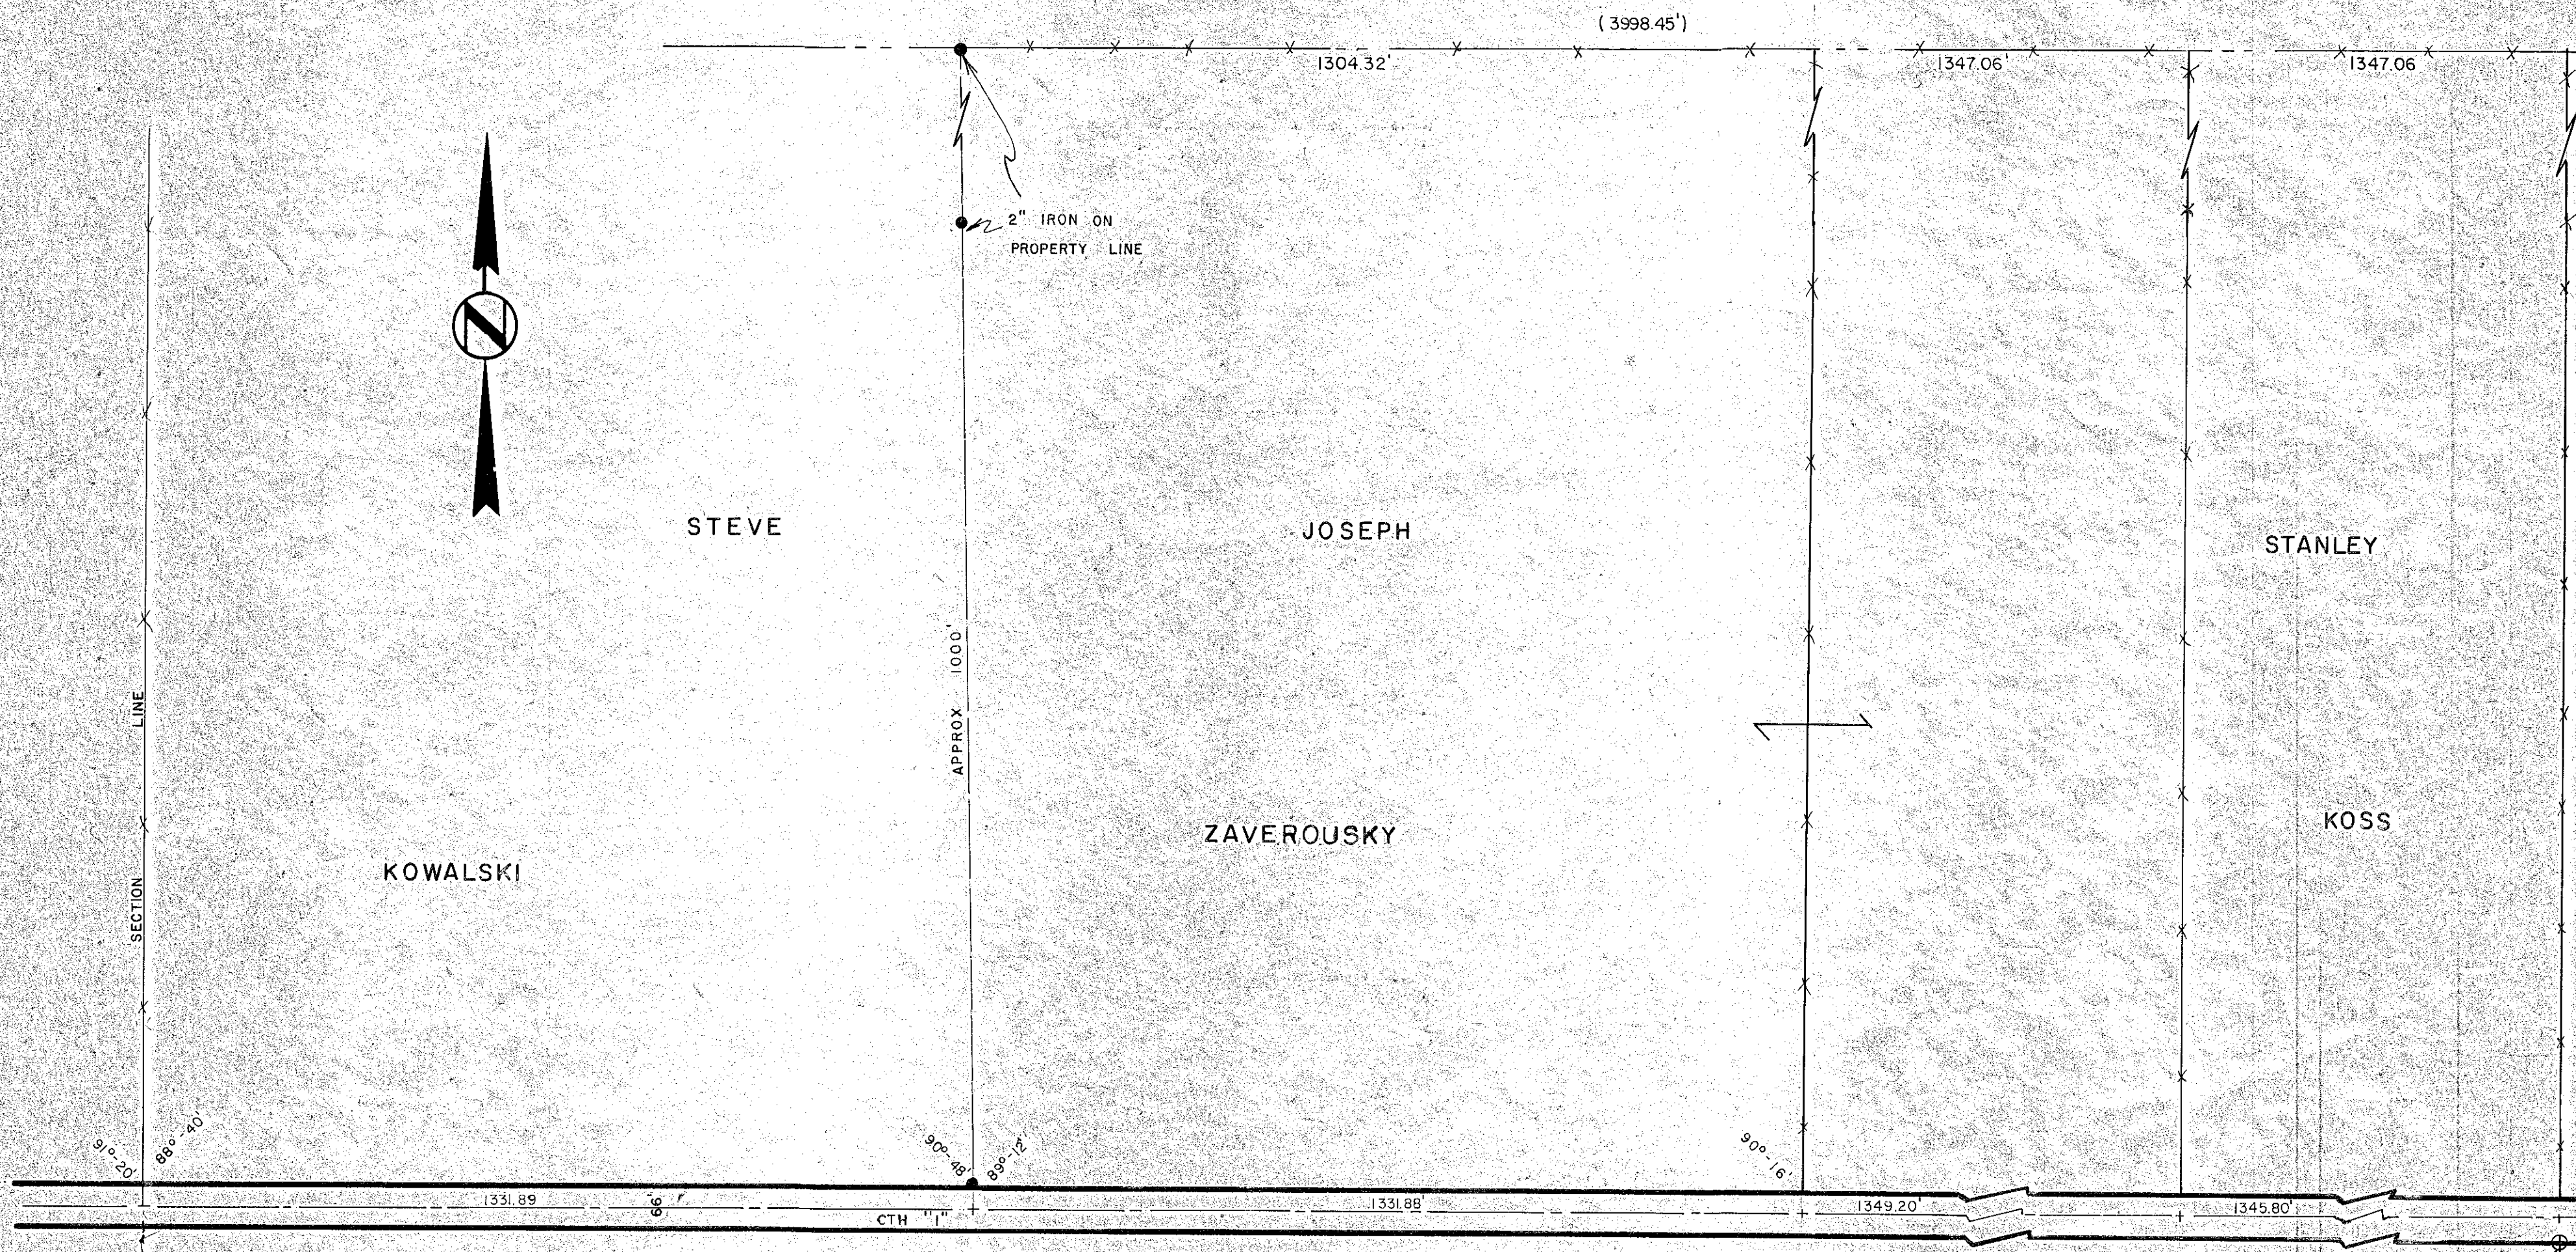 (3998.45')
1304.32'
1347.06'
1347.06
2" IRON ON
PROPERTY LINE
N
STEVE
JOSEPH
STANLEY
APPROX 1000'
SECTION LINE
KOWALSKI
ZAVEROUSKY
KOSS
91°-20'
88°-40'
90°-48'
89°-12'
90°-16'
1331.89
66'
1331.88'
1349.20'
1345.80'
CTH "I"